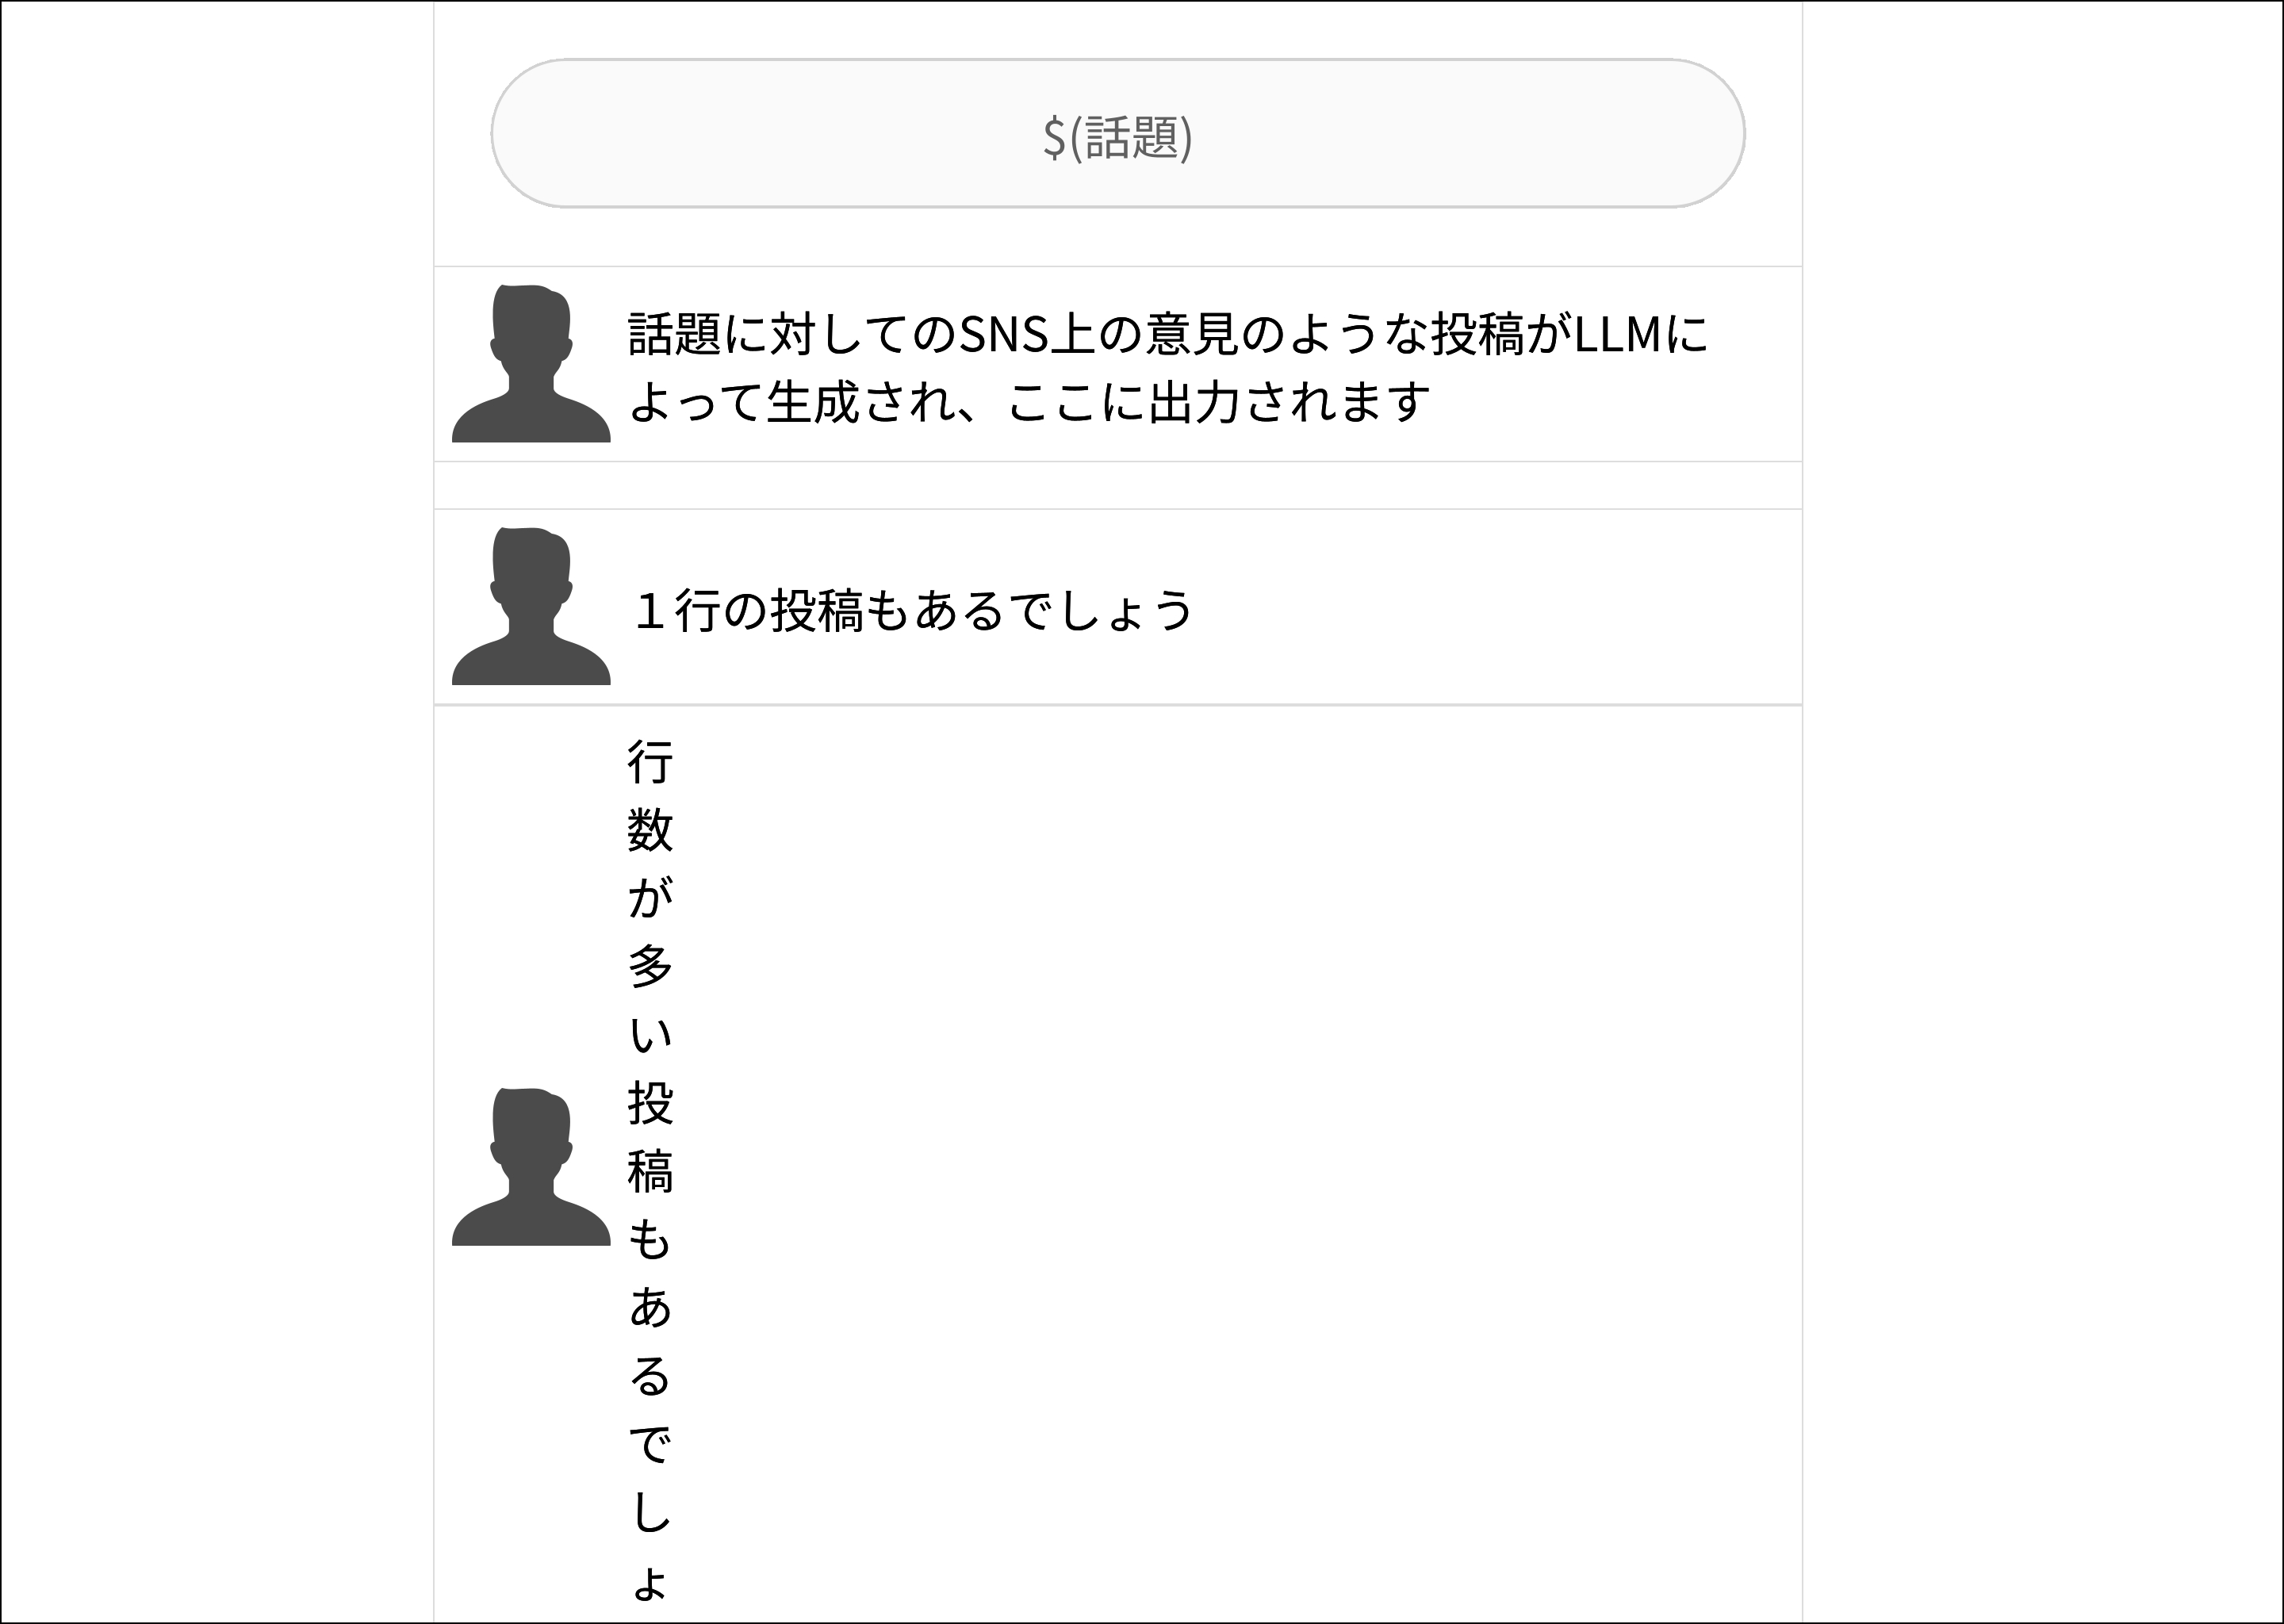 $(話題)
話題に対してのSNS上の意見のような投稿がLLMに
よって生成され、ここに出力されます
１行の投稿もあるでしょう
行
数
が
多
い
投
稿
も
あ
る
で
し
ょ